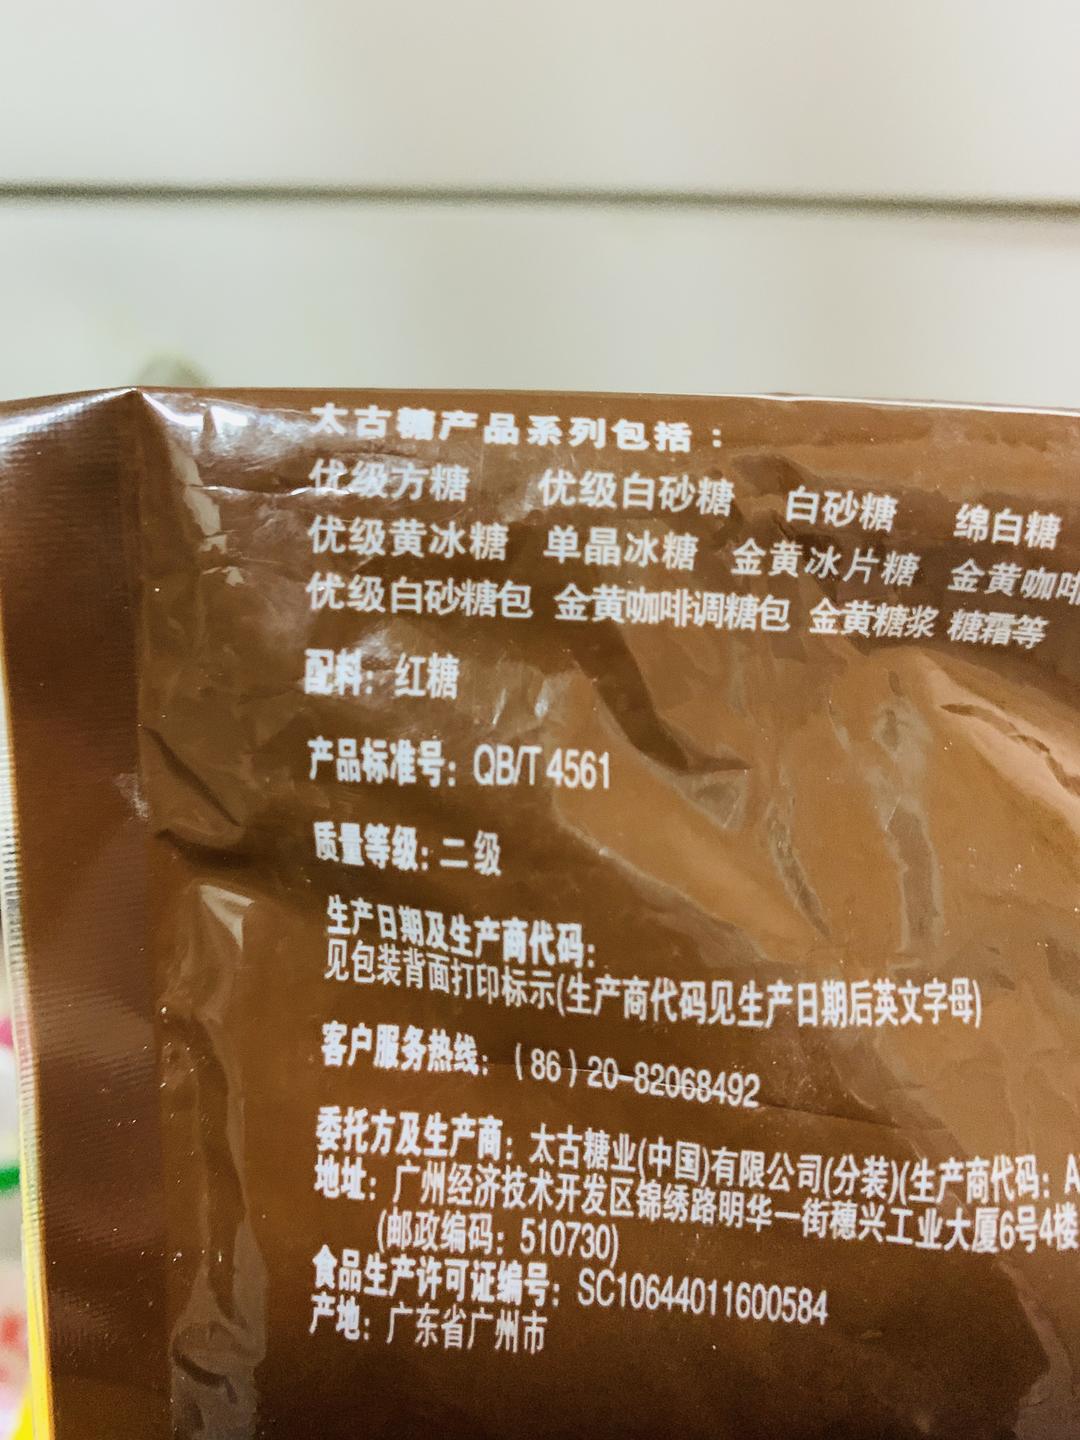 太古糖产品系列包括：
优级方糖 优级白砂糖 白砂糖 绵白糖
优级黄冰糖 单晶冰糖 金黄冰片糖 金黄咖啡
优级白砂糖包 金黄咖啡调糖包 金黄糖浆 糖霜等
配料：红糖
产品标准号：QB/T 4561
质量等级：二级
生产日期及生产商代码：
见包装背面打印标示(生产商代码见生产日期后英文字母)
客户服务热线：(86)20-82068492
委托方及生产商：太古糖业(中国)有限公司(分装)(生产商代码：A
地址：广州经济技术开发区锦绣路明华一街穗兴工业大厦6号4楼
(邮政编码：510730)
食品生产许可证编号：SC10644011600584
产地：广东省广州市